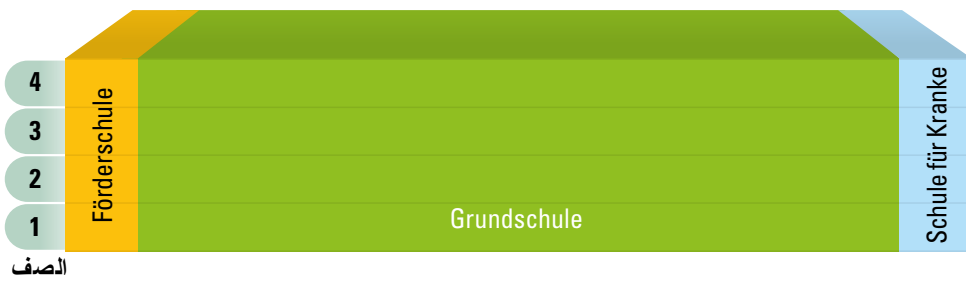 4
3
2
1
الصف
Förderschule
Grundschule
Schule für Kranke